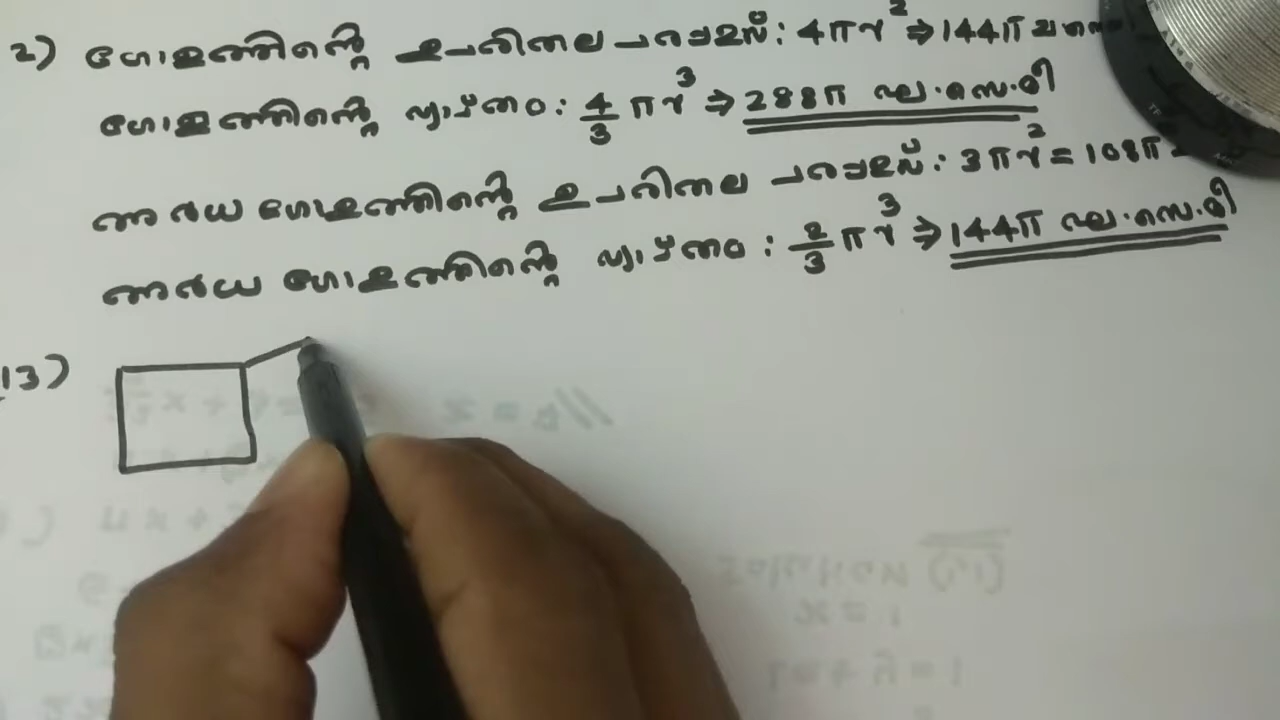 2) ഗോളത്തിന്റെ ഉപരിതല പരപ്പളവ്: 4πr² ⇒ 144π
ഗോളത്തിന്റെ വ്യാപ്തം: 4/3 πr³ ⇒ 288π ഘ.സെ.മീ
അർധ ഗോളത്തിന്റെ ഉപരിതല പരപ്പളവ്: 3πr² = 108π
അർധ ഗോളത്തിന്റെ വ്യാപ്തം: 2/3 πr³ ⇒ 144π ഘ.സെ.മീ
13)